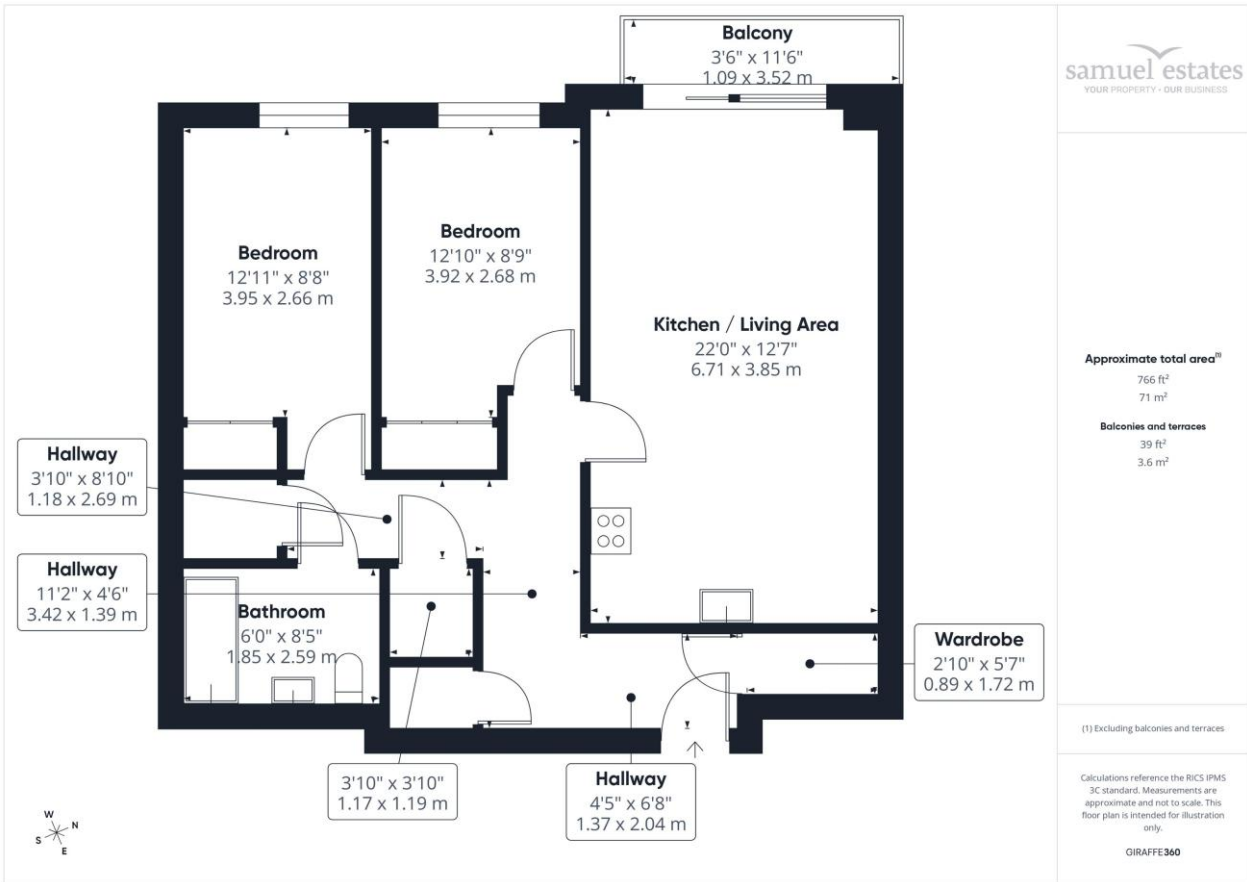 Balcony
3'6" x 11'6"
1.09 x 3.52 m
Bedroom
12'11" x 8'8"
3.95 x 2.66 m
Bedroom
12'10" x 8'9"
3.92 x 2.68 m
Kitchen / Living Area
22'0" x 12'7"
6.71 x 3.85 m
Hallway
3'10" x 8'10"
1.18 x 2.69 m
Hallway
11'2" x 4'6"
3.42 x 1.39 m
Bathroom
6'0" x 8'5"
1.85 x 2.59 m
Wardrobe
2'10" x 5'7"
0.89 x 1.72 m
3'10" x 3'10"
1.17 x 1.19 m
Hallway
4'5" x 6'8"
1.37 x 2.04 m
W
N
S
E
samuel estates
YOUR PROPERTY • OUR BUSINESS
Approximate total area⁽¹⁾
766 ft²
71 m²
Balconies and terraces
39 ft²
3.6 m²
(1) Excluding balconies and terraces
Calculations reference the RICS IPMS
3C standard. Measurements are
approximate and not to scale. This
floor plan is intended for illustration
only.
GIRAFFE360